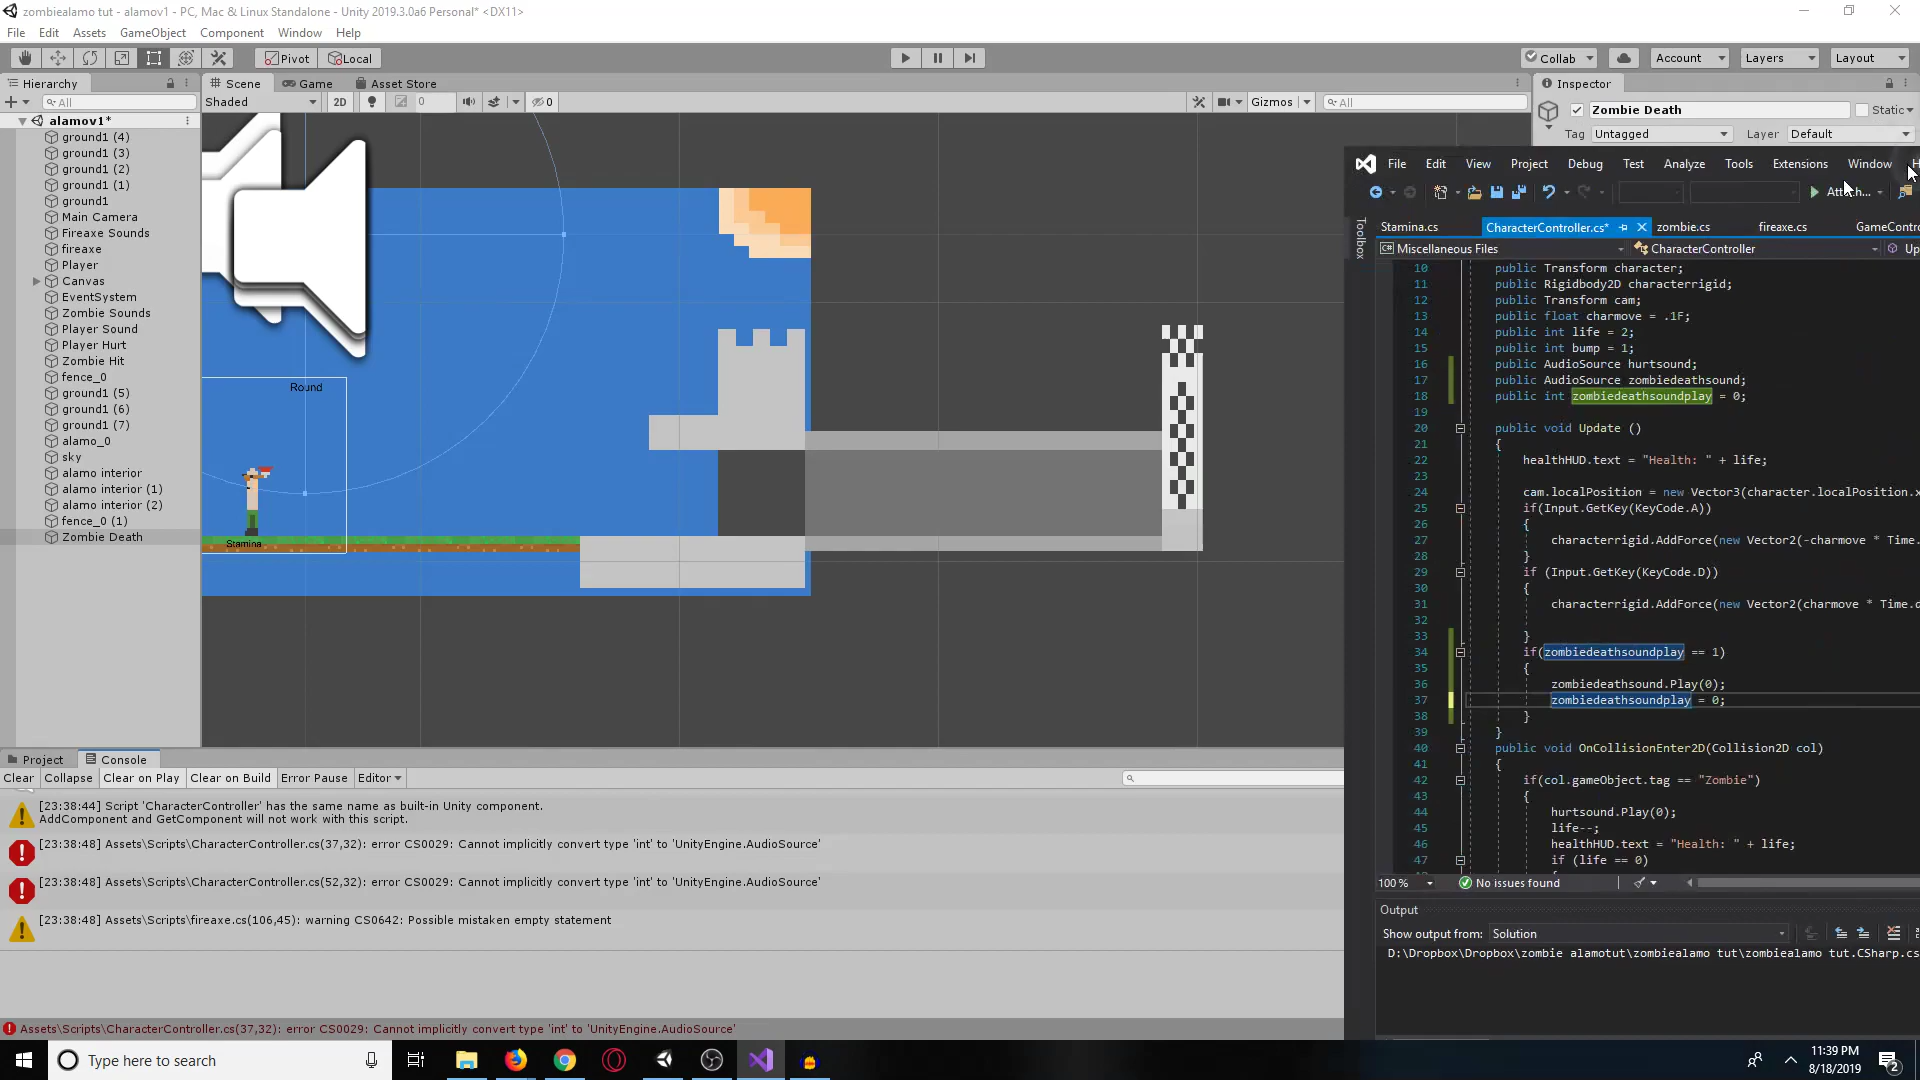 zombiealamo tut - alamov1 - PC, Mac & Linux Standalone - Unity 2019.3.0a6 Personal* <DX11>
File Edit Assets GameObject Component Window Help
Pivot Local
Collab Account Layers Layout
Hierarchy
All
alamov1*
ground1 (4)
ground1 (3)
ground1 (2)
ground1 (1)
ground1
Main Camera
Fireaxe Sounds
fireaxe
Player
Canvas
EventSystem
Zombie Sounds
Player Sound
Player Hurt
Zombie Hit
fence_0
ground1 (5)
ground1 (6)
ground1 (7)
alamo_0
sky
alamo interior
alamo interior (1)
alamo interior (2)
fence_0 (1)
Zombie Death
Scene Game Asset Store
Shaded 2D 0 0 Gizmos All
Round
Stamina
Inspector
Zombie Death Static
Tag Untagged Layer Default
File Edit View Project Debug Test Analyze Tools Extensions Window H
Toolbox
Stamina.cs CharacterController.cs* zombie.cs fireaxe.cs GameContr
Miscellaneous Files CharacterController Up
10 public Transform character;
11 public Rigidbody2D characterrigid;
12 public Transform cam;
13 public float charmove = .1F;
14 public int life = 2;
15 public int bump = 1;
16 public AudioSource hurtsound;
17 public AudioSource zombiedeathsound;
18 public int zombiedeathsoundplay = 0;
19
20 public void Update ()
21 {
22 healthHUD.text = "Health: " + life;
23
24 cam.localPosition = new Vector3(character.localPosition.x
25 if(Input.GetKey(KeyCode.A))
26 {
27 characterrigid.AddForce(new Vector2(-charmove * Time.
28 }
29 if (Input.GetKey(KeyCode.D))
30 {
31 characterrigid.AddForce(new Vector2(charmove * Time.d
32
33 }
34 if(zombiedeathsoundplay == 1)
35 {
36 zombiedeathsound.Play(0);
37 zombiedeathsoundplay = 0;
38 }
39 }
40 public void OnCollisionEnter2D(Collision2D col)
41 {
42 if(col.gameObject.tag == "Zombie")
43 {
44 hurtsound.Play(0);
45 life--;
46 healthHUD.text = "Health: " + life;
47 if (life == 0)
100 % No issues found
Output
Show output from: Solution
D:\Dropbox\Dropbox\zombie alamotut\zombiealamo tut\zombiealamo tut.CSharp.cs
Project Console
Clear Collapse Clear on Play Clear on Build Error Pause Editor
[23:38:44] Script 'CharacterController' has the same name as built-in Unity component.
AddComponent and GetComponent will not work with this script.
[23:38:48] Assets\Scripts\CharacterController.cs(37,32): error CS0029: Cannot implicitly convert type 'int' to 'UnityEngine.AudioSource'
[23:38:48] Assets\Scripts\CharacterController.cs(52,32): error CS0029: Cannot implicitly convert type 'int' to 'UnityEngine.AudioSource'
[23:38:48] Assets\Scripts\fireaxe.cs(106,45): warning CS0642: Possible mistaken empty statement
Assets\Scripts\CharacterController.cs(37,32): error CS0029: Cannot implicitly convert type 'int' to 'UnityEngine.AudioSource'
Type here to search
11:39 PM
8/18/2019
2